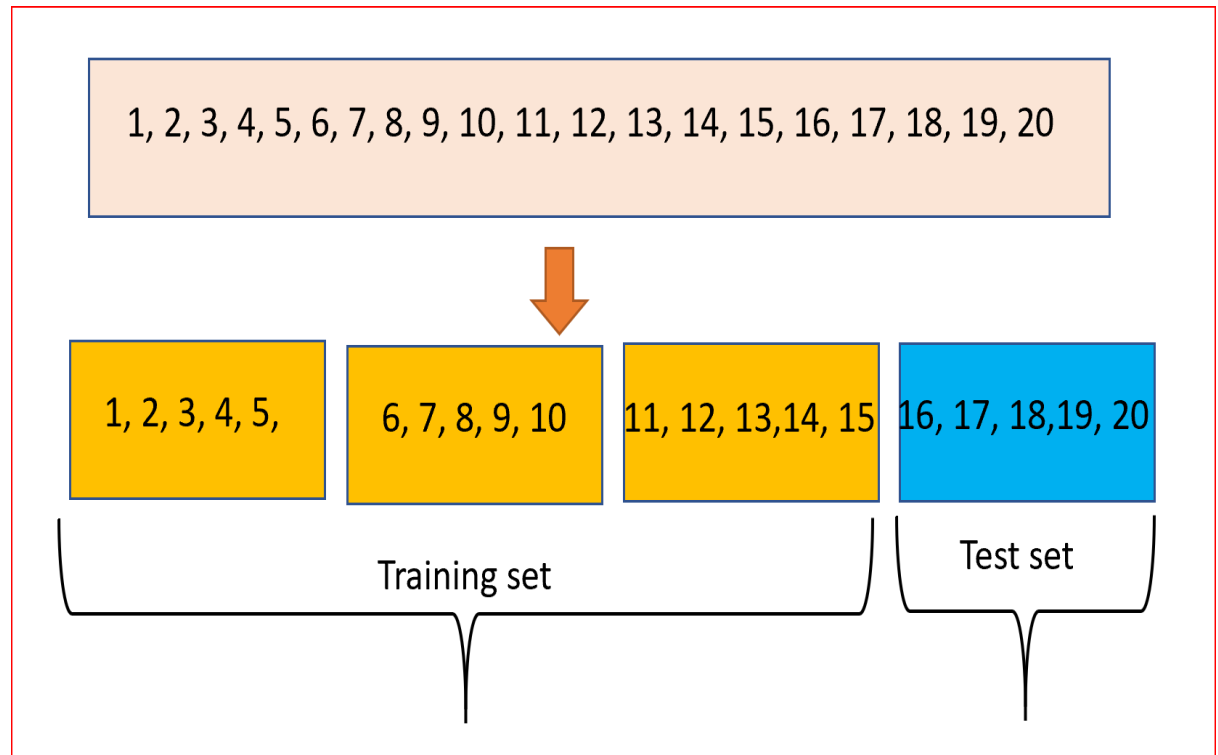 1, 2, 3, 4, 5, 6, 7, 8, 9, 10, 11, 12, 13, 14, 15, 16, 17, 18, 19, 20
1, 2, 3, 4, 5,
6, 7, 8, 9, 10
11, 12, 13,14, 15
16, 17, 18,19, 20
Training set
Test set